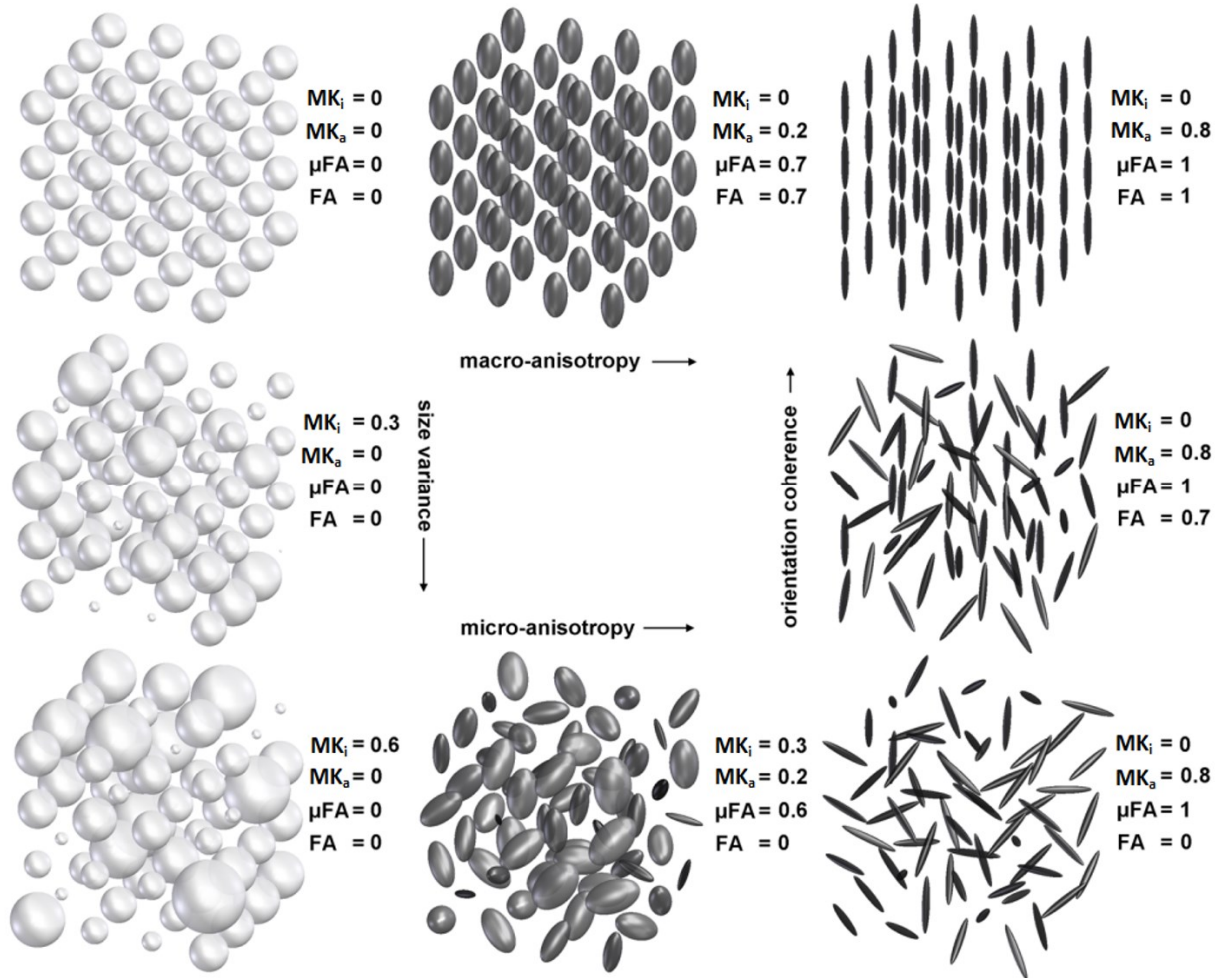 MKᵢ = 0
MKₐ = 0
µFA = 0
FA = 0
MKᵢ = 0
MKₐ = 0.2
µFA = 0.7
FA = 0.7
MKᵢ = 0
MKₐ = 0.8
µFA = 1
FA = 1
macro-anisotropy
MKᵢ = 0.3
MKₐ = 0
µFA = 0
FA = 0
size variance
orientation coherence
MKᵢ = 0
MKₐ = 0.8
µFA = 1
FA = 0.7
micro-anisotropy
MKᵢ = 0.6
MKₐ = 0
µFA = 0
FA = 0
MKᵢ = 0.3
MKₐ = 0.2
µFA = 0.6
FA = 0
MKᵢ = 0
MKₐ = 0.8
µFA = 1
FA = 0